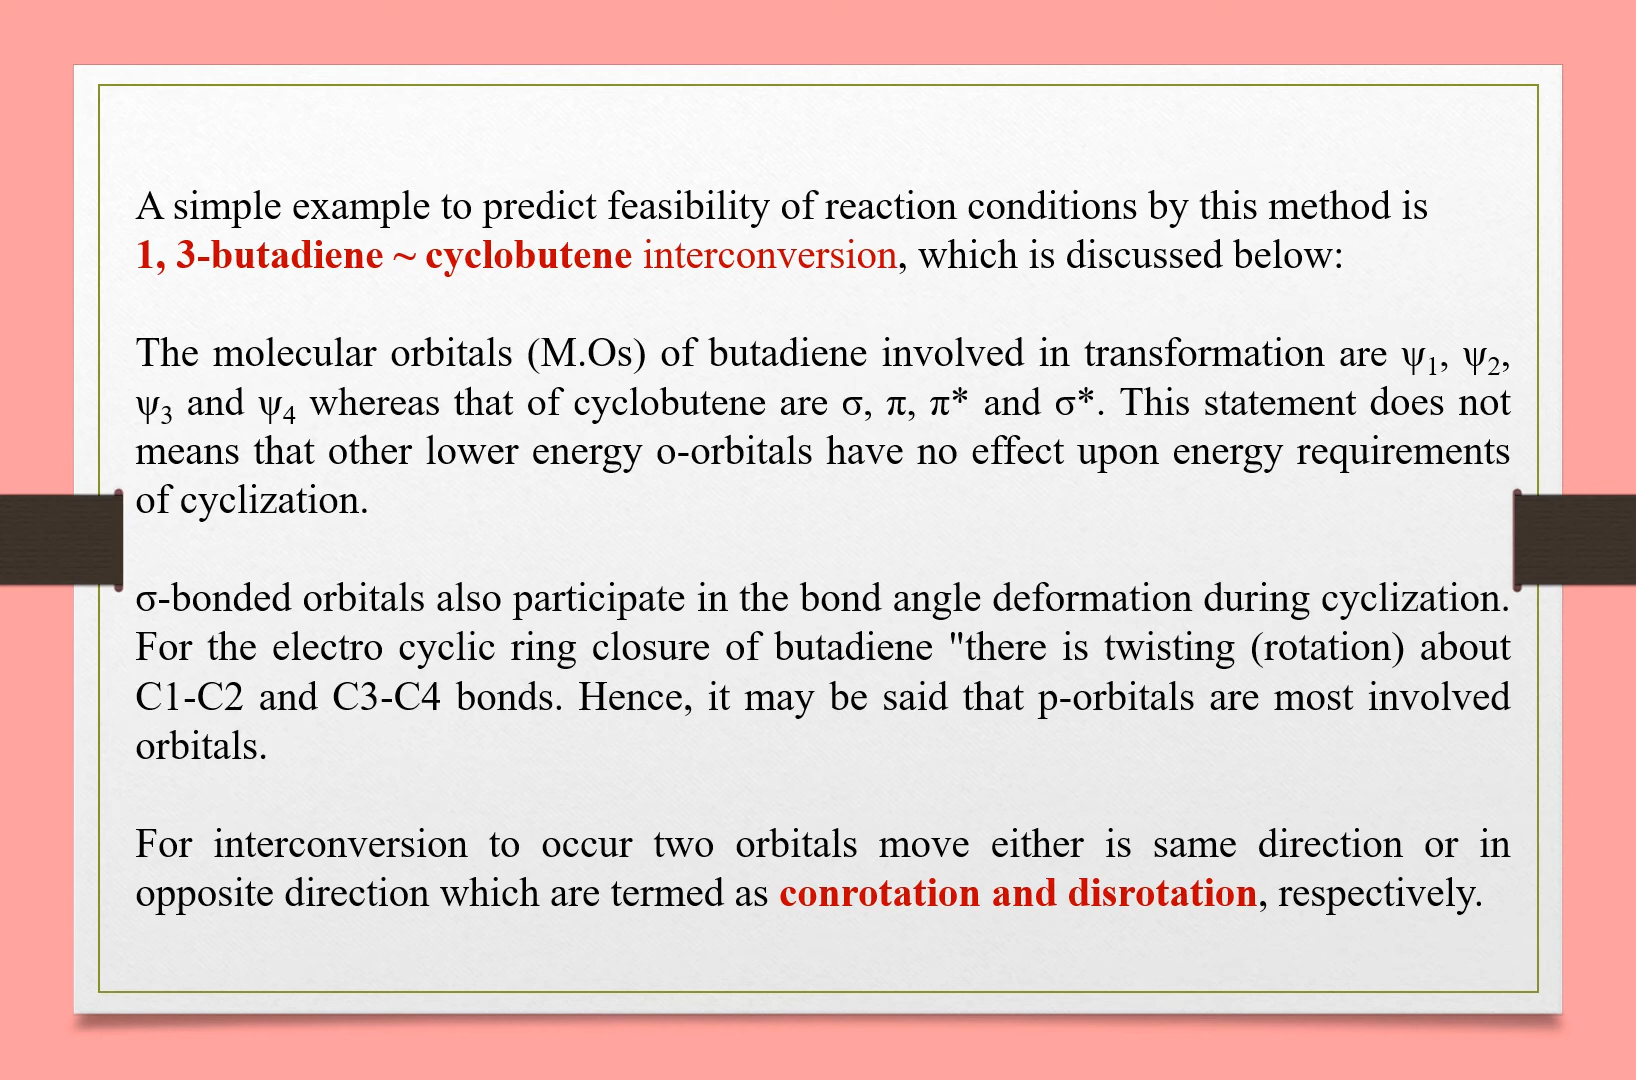 A simple example to predict feasibility of reaction conditions by this method is
1, 3-butadiene ~ cyclobutene interconversion, which is discussed below:
The molecular orbitals (M.Os) of butadiene involved in transformation are ψ₁, ψ₂,
ψ₃ and ψ₄ whereas that of cyclobutene are σ, π, π* and σ*. This statement does not
means that other lower energy o-orbitals have no effect upon energy requirements
of cyclization.
σ-bonded orbitals also participate in the bond angle deformation during cyclization.
For the electro cyclic ring closure of butadiene "there is twisting (rotation) about
C1-C2 and C3-C4 bonds. Hence, it may be said that p-orbitals are most involved
orbitals.
For interconversion to occur two orbitals move either is same direction or in
opposite direction which are termed as conrotation and disrotation, respectively.